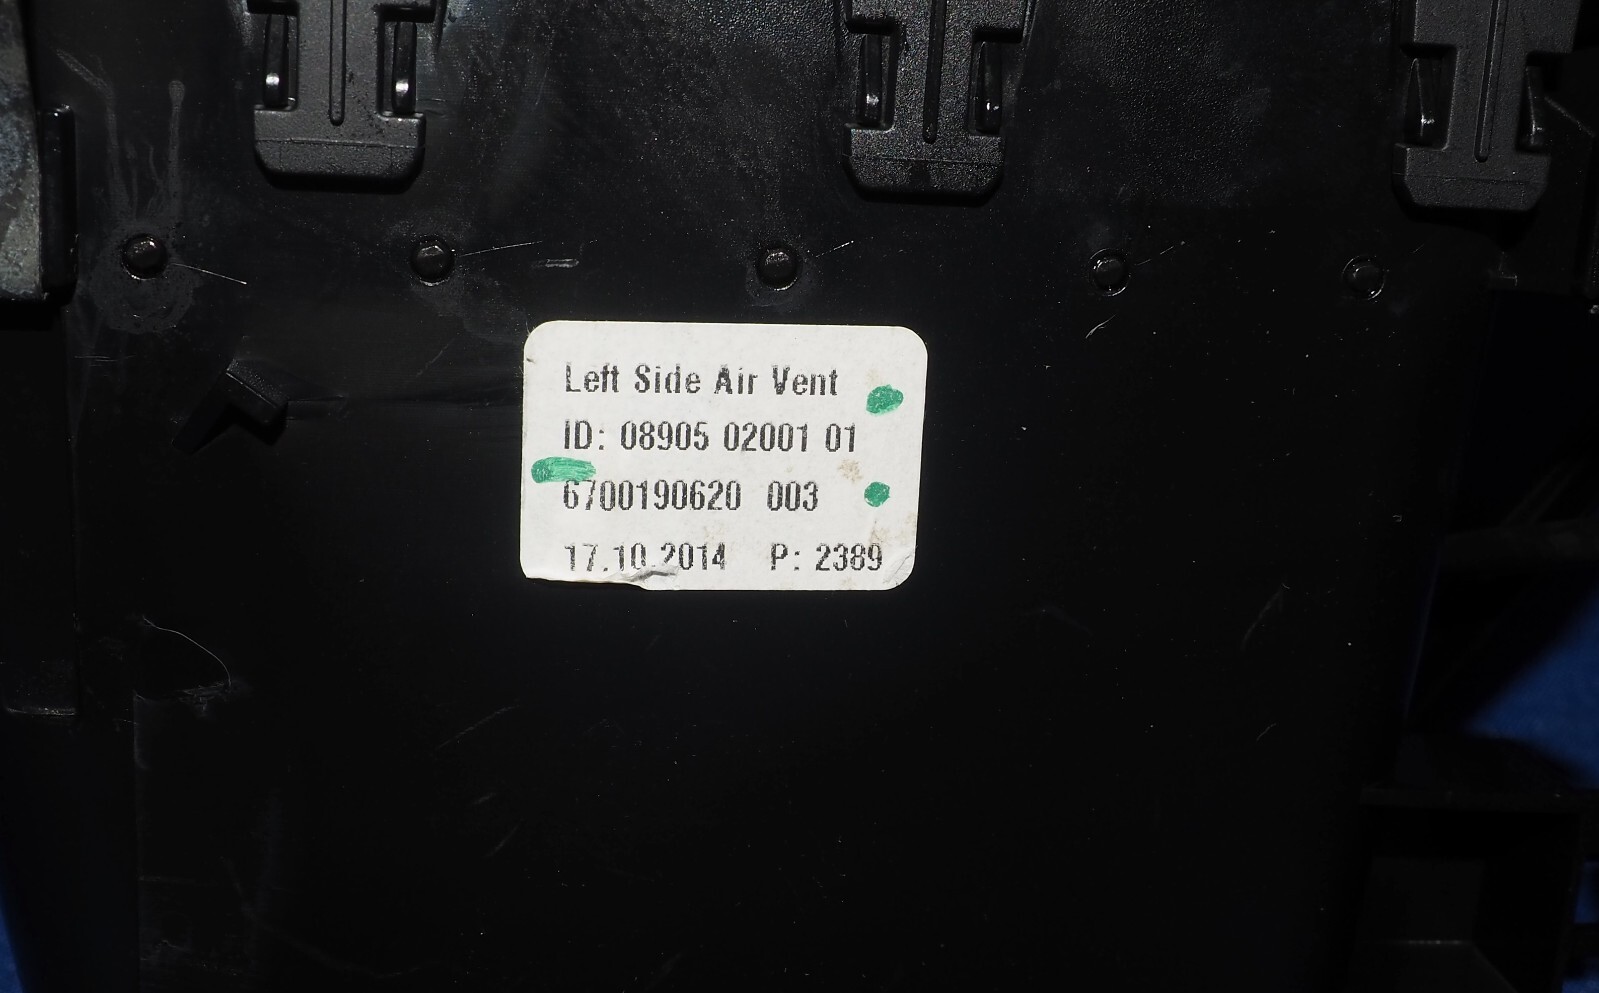 Left Side Air Vent
ID: 08905 02001 01
6700190620 003
17.10.2014 P: 2389